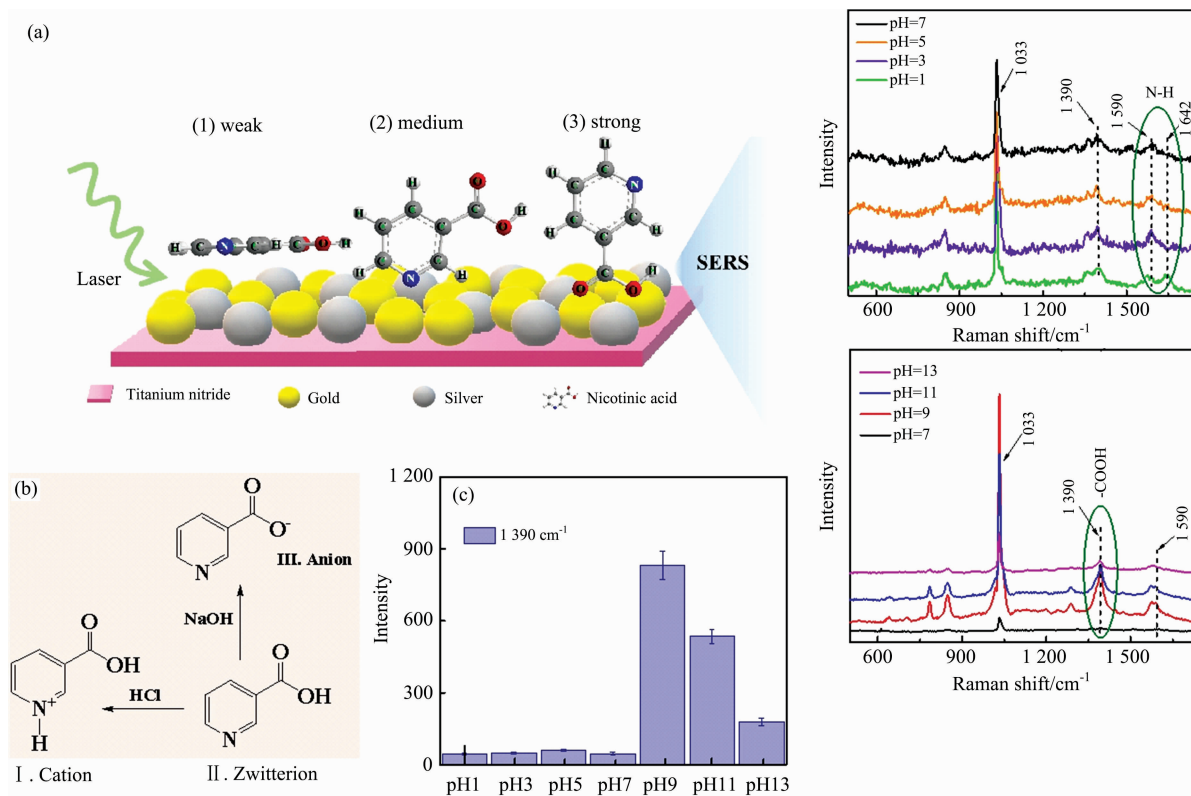 (a)
(1) weak
(2) medium
(3) strong
Laser
SERS
H C N C C H C O H
H H C C C H C C N H C O O H
H C C H C N C C H C O O H
Titanium nitride
Gold
Silver
Nicotinic acid
pH=7
pH=5
pH=3
pH=1
1 033
1 390
1 590
N-H
1 642
Intensity
600
900
1 200
1 500
Raman shift/cm-1
pH=13
pH=11
pH=9
pH=7
1 033
1 390
-COOH
1 590
Intensity
600
900
1 200
1 500
Raman shift/cm-1
(b)
O
O-
N
III. Anion
NaOH
O
OH
N+
H
HCl
O
OH
N
Ⅰ. Cation
Ⅱ. Zwitterion
(c)
1 390 cm-1
Intensity
1 200
900
600
300
0
pH1
pH3
pH5
pH7
pH9
pH11
pH13